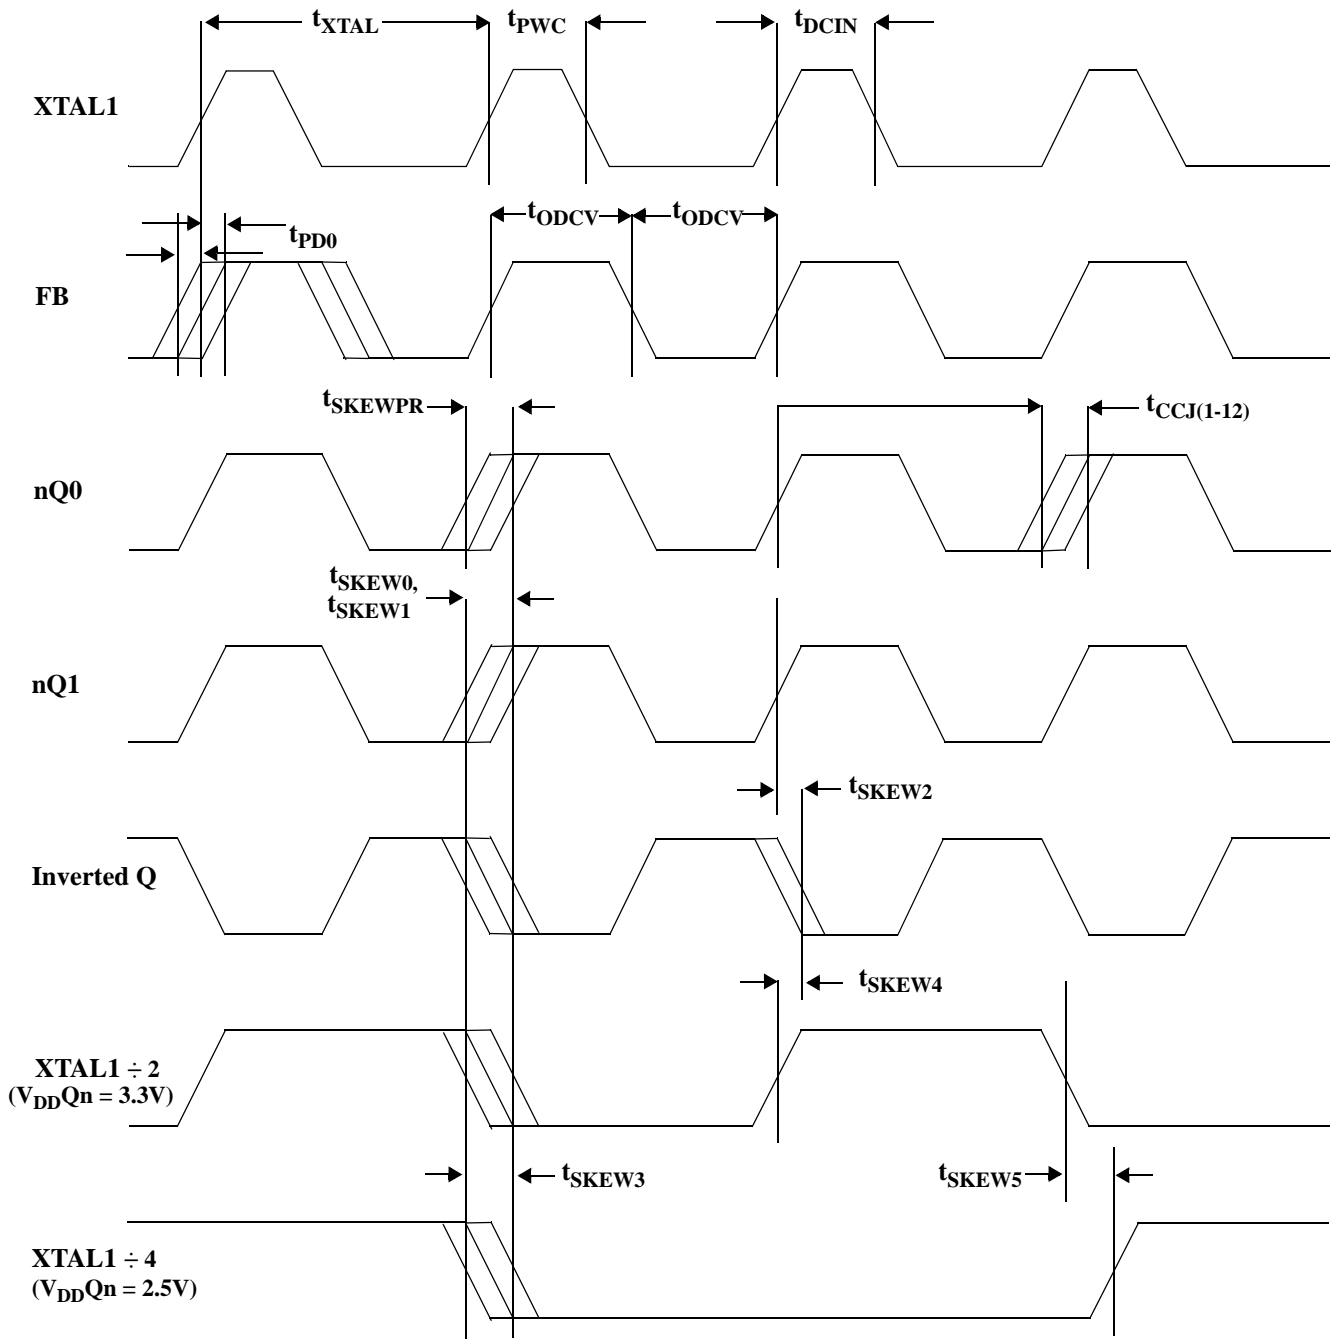 tXTAL tPWC tDCIN
XTAL1
tODCV tODCV
tPD0
FB
tSKEWPR tCCJ(1-12)
nQ0
tSKEW0,
tSKEW1
nQ1
tSKEW2
Inverted Q
tSKEW4
XTAL1 ÷ 2
(VDDQn = 3.3V)
tSKEW3 tSKEW5
XTAL1 ÷ 4
(VDDQn = 2.5V)